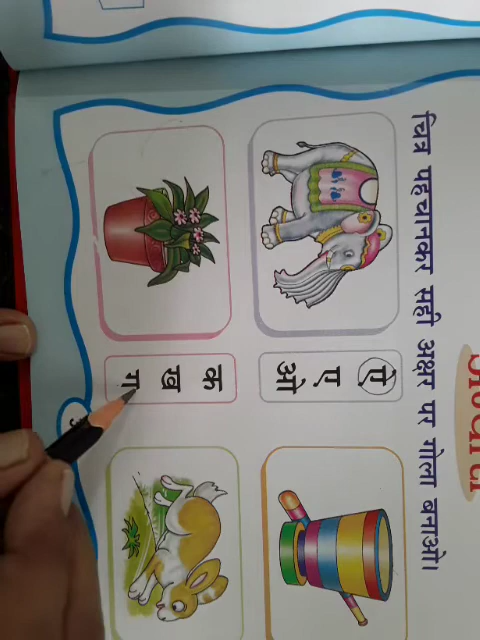 चित्र पहचानकर सही अक्षर पर गोला बनाओ।
ऐ
ए
ओ
क
ख
ग